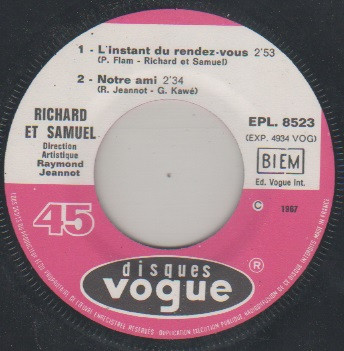 1 - L'instant du rendez-vous 2'53
(P. Flam - Richard et Samuel)
2 - Notre ami 2'34
(R. Jeannot - G. Kawé)
RICHARD
ET SAMUEL
Direction
Artistique
Raymond
Jeannot
EPL. 8523
(EXP. 4934 VOG)
BIEM
Ed. Vogue Int.
45
© 1967
disques
vogue ®